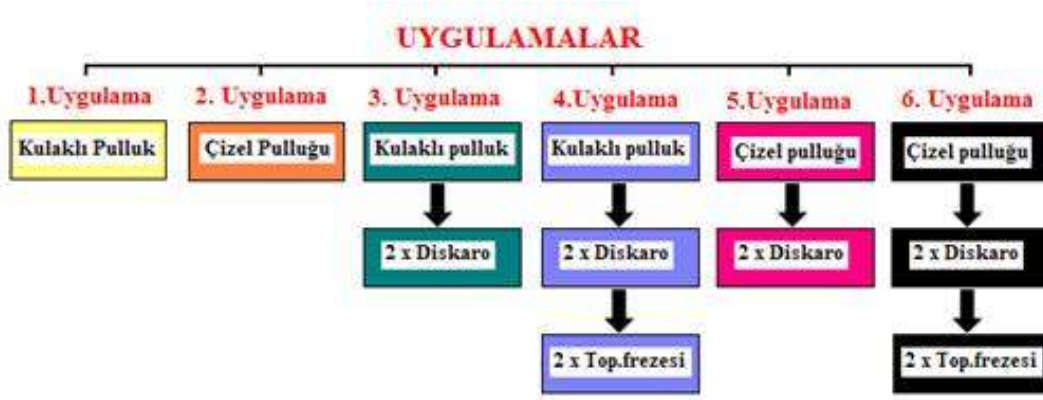 UYGULAMALAR
1.Uygulama 2. Uygulama 3. Uygulama 4.Uygulama 5.Uygulama 6. Uygulama
Kulaklı Pulluk Çizel Pulluğu Kulaklı pulluk Kulaklı pulluk Çizel pulluğu Çizel pulluğu
2 x Diskaro 2 x Diskaro 2 x Diskaro 2 x Diskaro
2 x Top.frezesi 2 x Top.frezesi